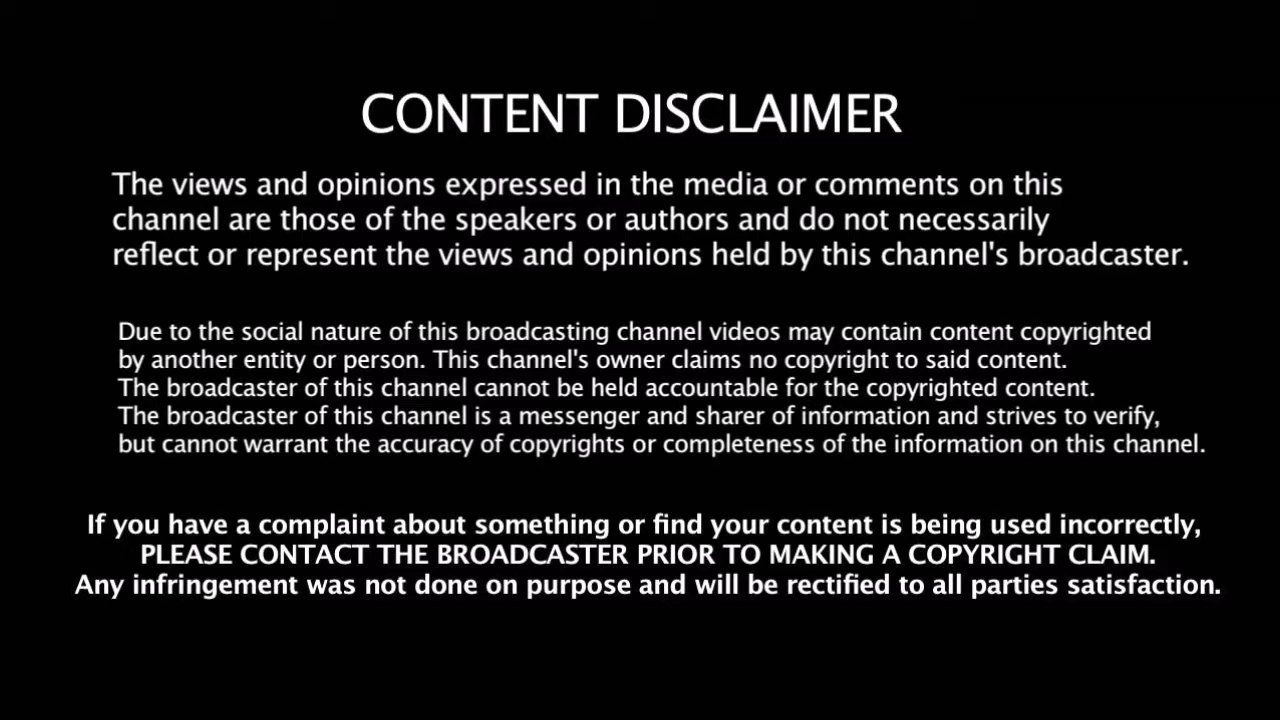 CONTENT DISCLAIMER
The views and opinions expressed in the media or comments on this
channel are those of the speakers or authors and do not necessarily
reflect or represent the views and opinions held by this channel's broadcaster.
Due to the social nature of this broadcasting channel videos may contain content copyrighted
by another entity or person. This channel's owner claims no copyright to said content.
The broadcaster of this channel cannot be held accountable for the copyrighted content.
The broadcaster of this channel is a messenger and sharer of information and strives to verify,
but cannot warrant the accuracy of copyrights or completeness of the information on this channel.
If you have a complaint about something or find your content is being used incorrectly,
PLEASE CONTACT THE BROADCASTER PRIOR TO MAKING A COPYRIGHT CLAIM.
Any infringement was not done on purpose and will be rectified to all parties satisfaction.